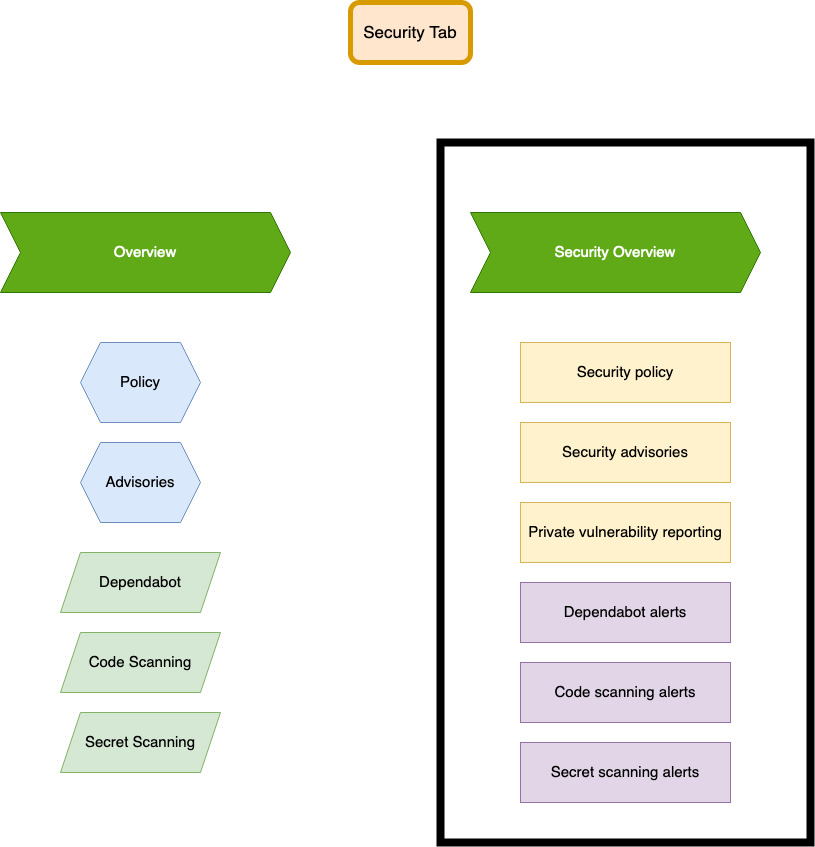 Security Tab
Overview
Policy
Advisories
Dependabot
Code Scanning
Secret Scanning
Security Overview
Security policy
Security advisories
Private vulnerability reporting
Dependabot alerts
Code scanning alerts
Secret scanning alerts